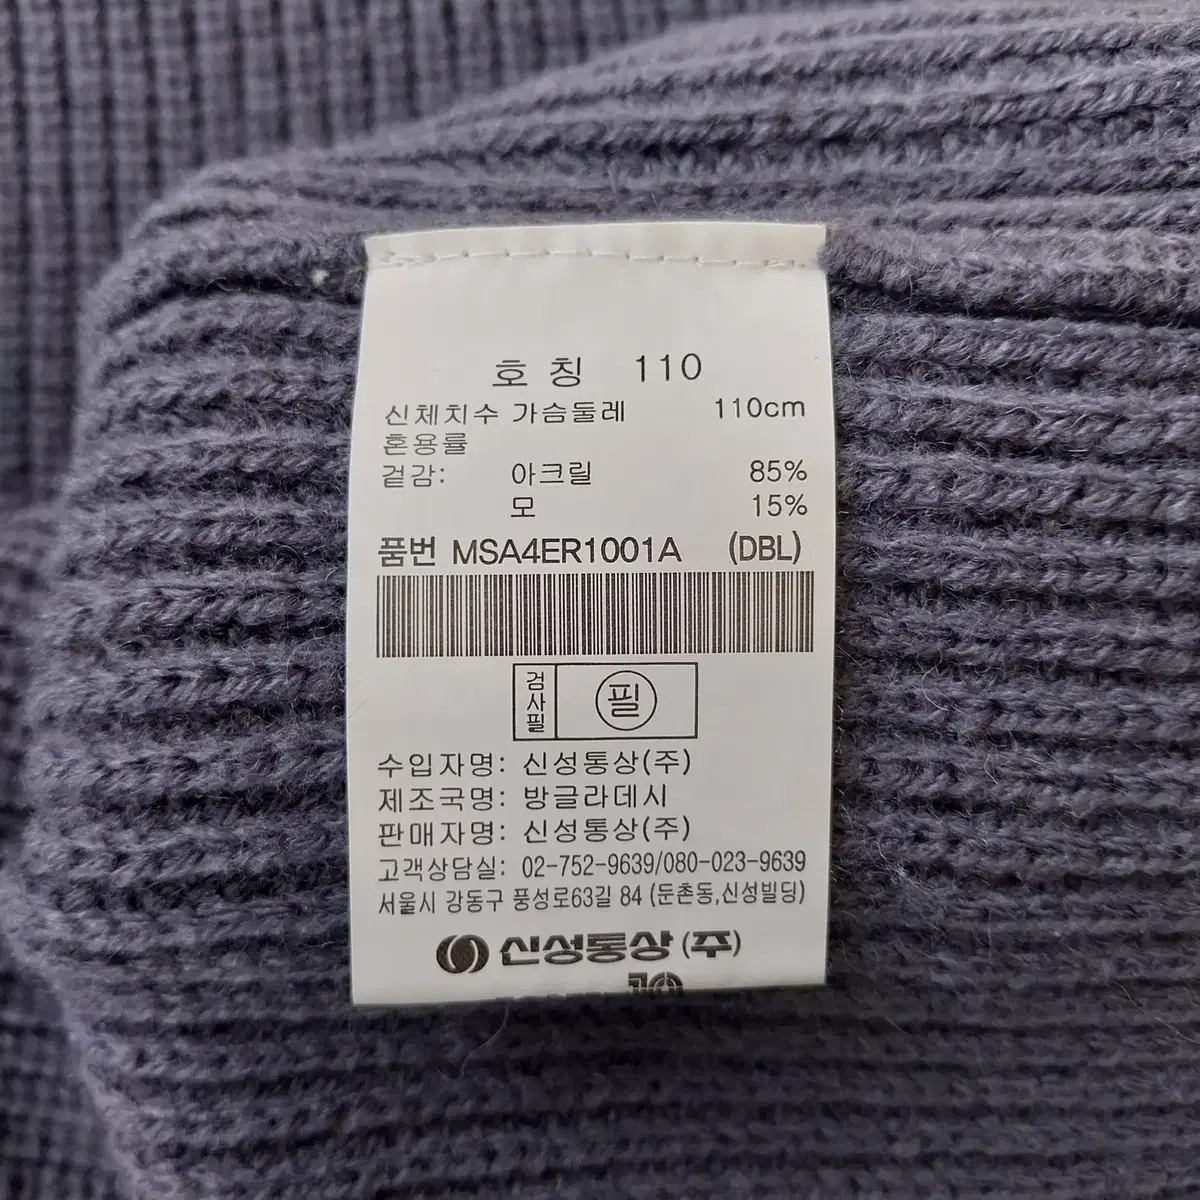 호칭 110
신체치수 가슴둘레 110cm
혼용률
겉감: 아크릴 85%
모 15%
품번 MSA4ER1001A (DBL)
검사필 필
수입자명: 신성통상(주)
제조국명: 방글라데시
판매자명: 신성통상(주)
고객상담실: 02-752-9639/080-023-9639
서울시 강동구 풍성로63길 84 (둔촌동,신성빌딩)
신성통상(주)